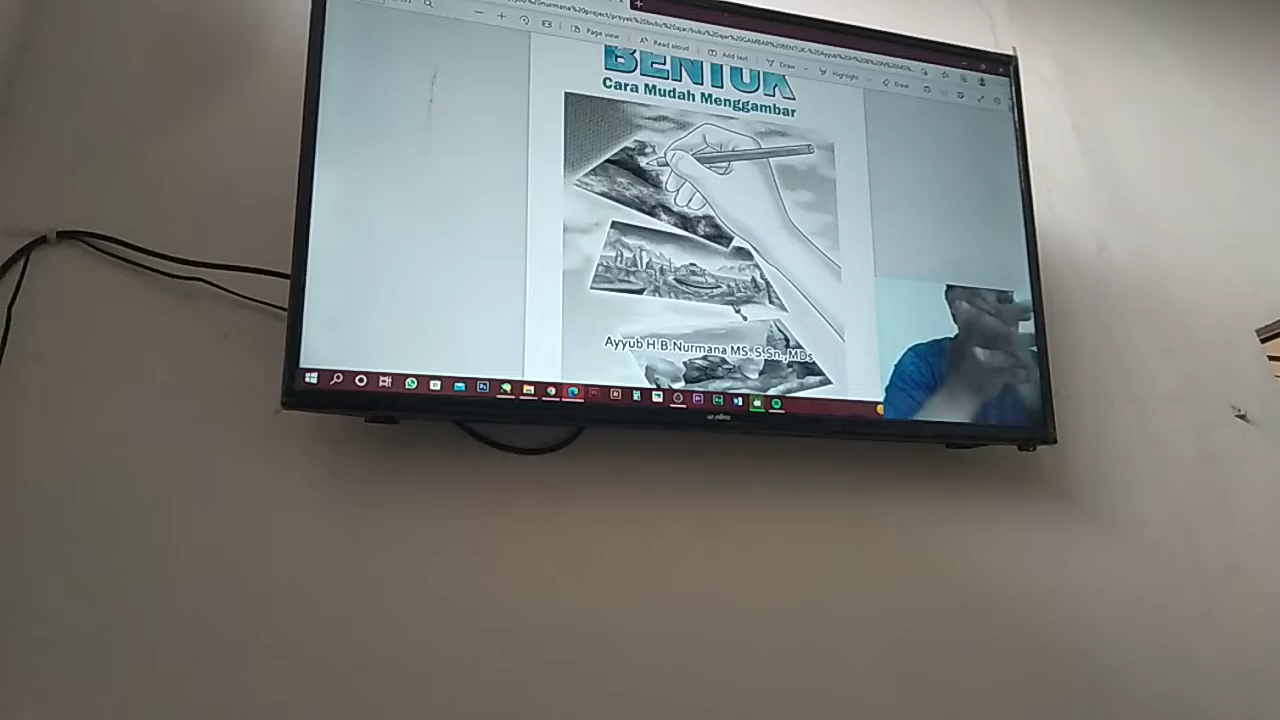 Page view
Read aloud
Add text
Draw
Highlight
Erase
BENTUK
Cara Mudah Menggambar
Ayyub H.B.Nurmana MS. S.Sn.,MDs